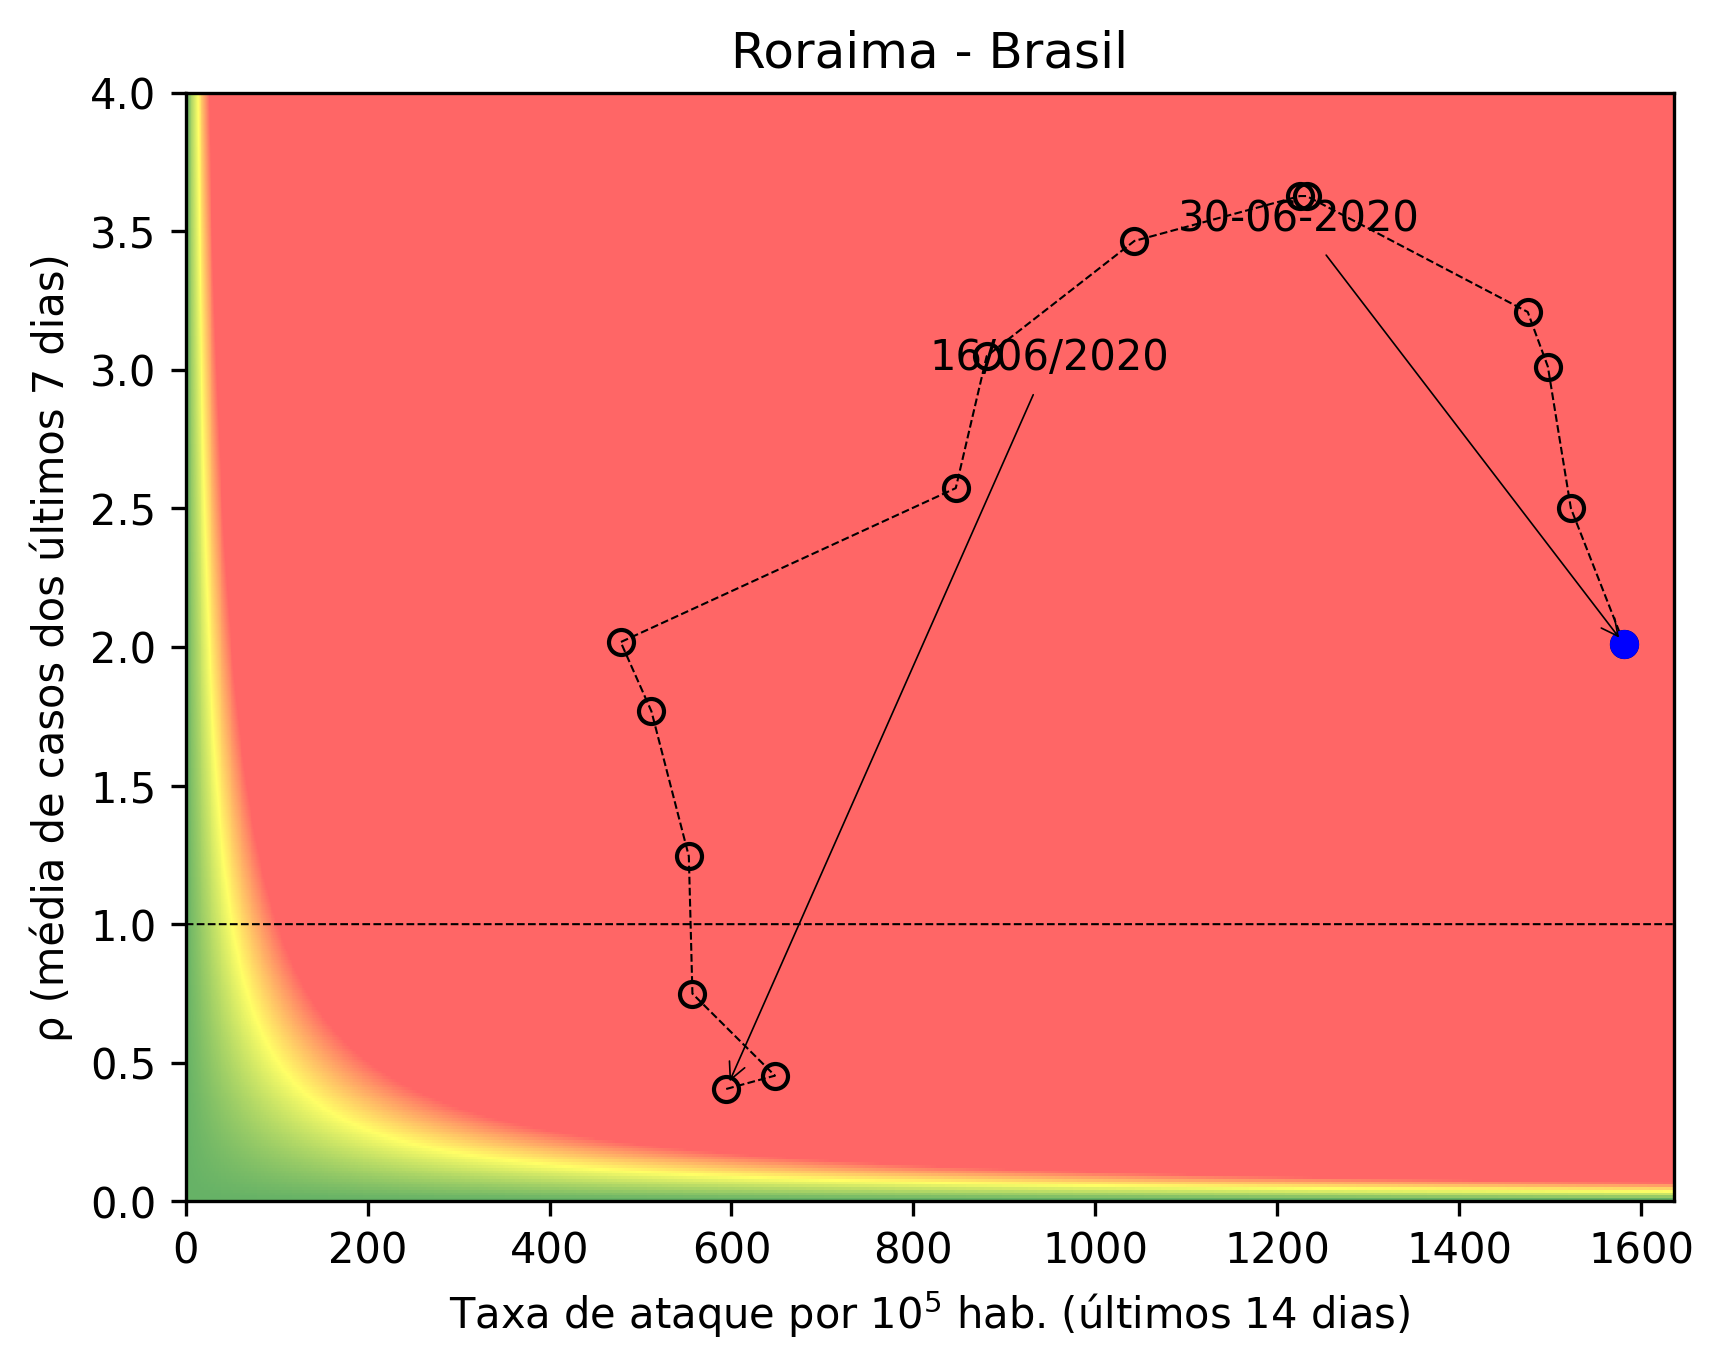 Roraima - Brasil
ρ (média de casos dos últimos 7 dias)
4.0
3.5
3.0
2.5
2.0
1.5
1.0
0.5
0.0
30-06-2020
16/06/2020
0 200 400 600 800 1000 1200 1400 1600
Taxa de ataque por 10⁵ hab. (últimos 14 dias)